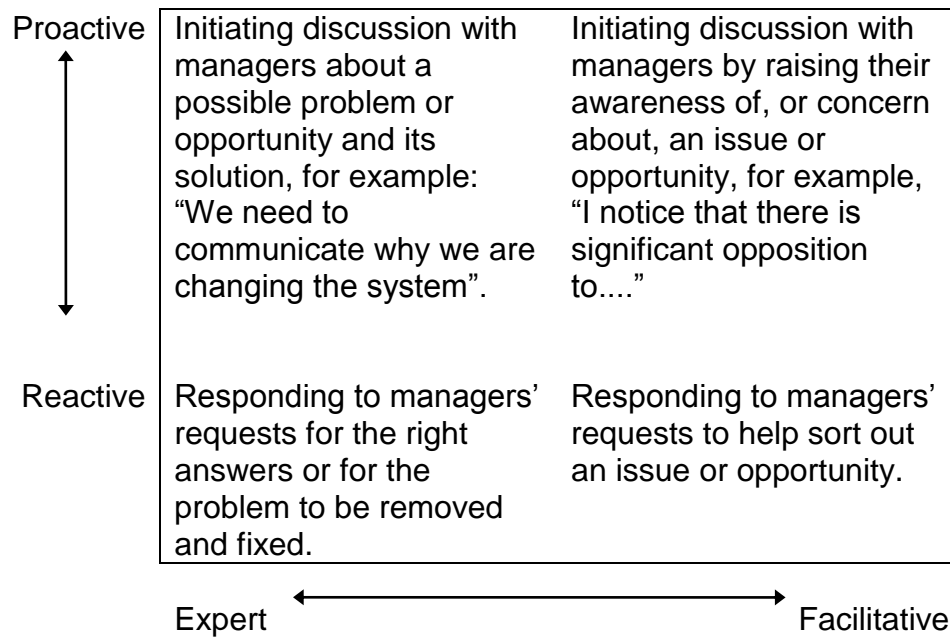 Proactive
Initiating discussion with
managers about a
possible problem or
opportunity and its
solution, for example:
“We need to
communicate why we are
changing the system”.
Initiating discussion with
managers by raising their
awareness of, or concern
about, an issue or
opportunity, for example,
“I notice that there is
significant opposition
to....”
Reactive
Responding to managers’
requests for the right
answers or for the
problem to be removed
and fixed.
Responding to managers’
requests to help sort out
an issue or opportunity.
Expert
Facilitative